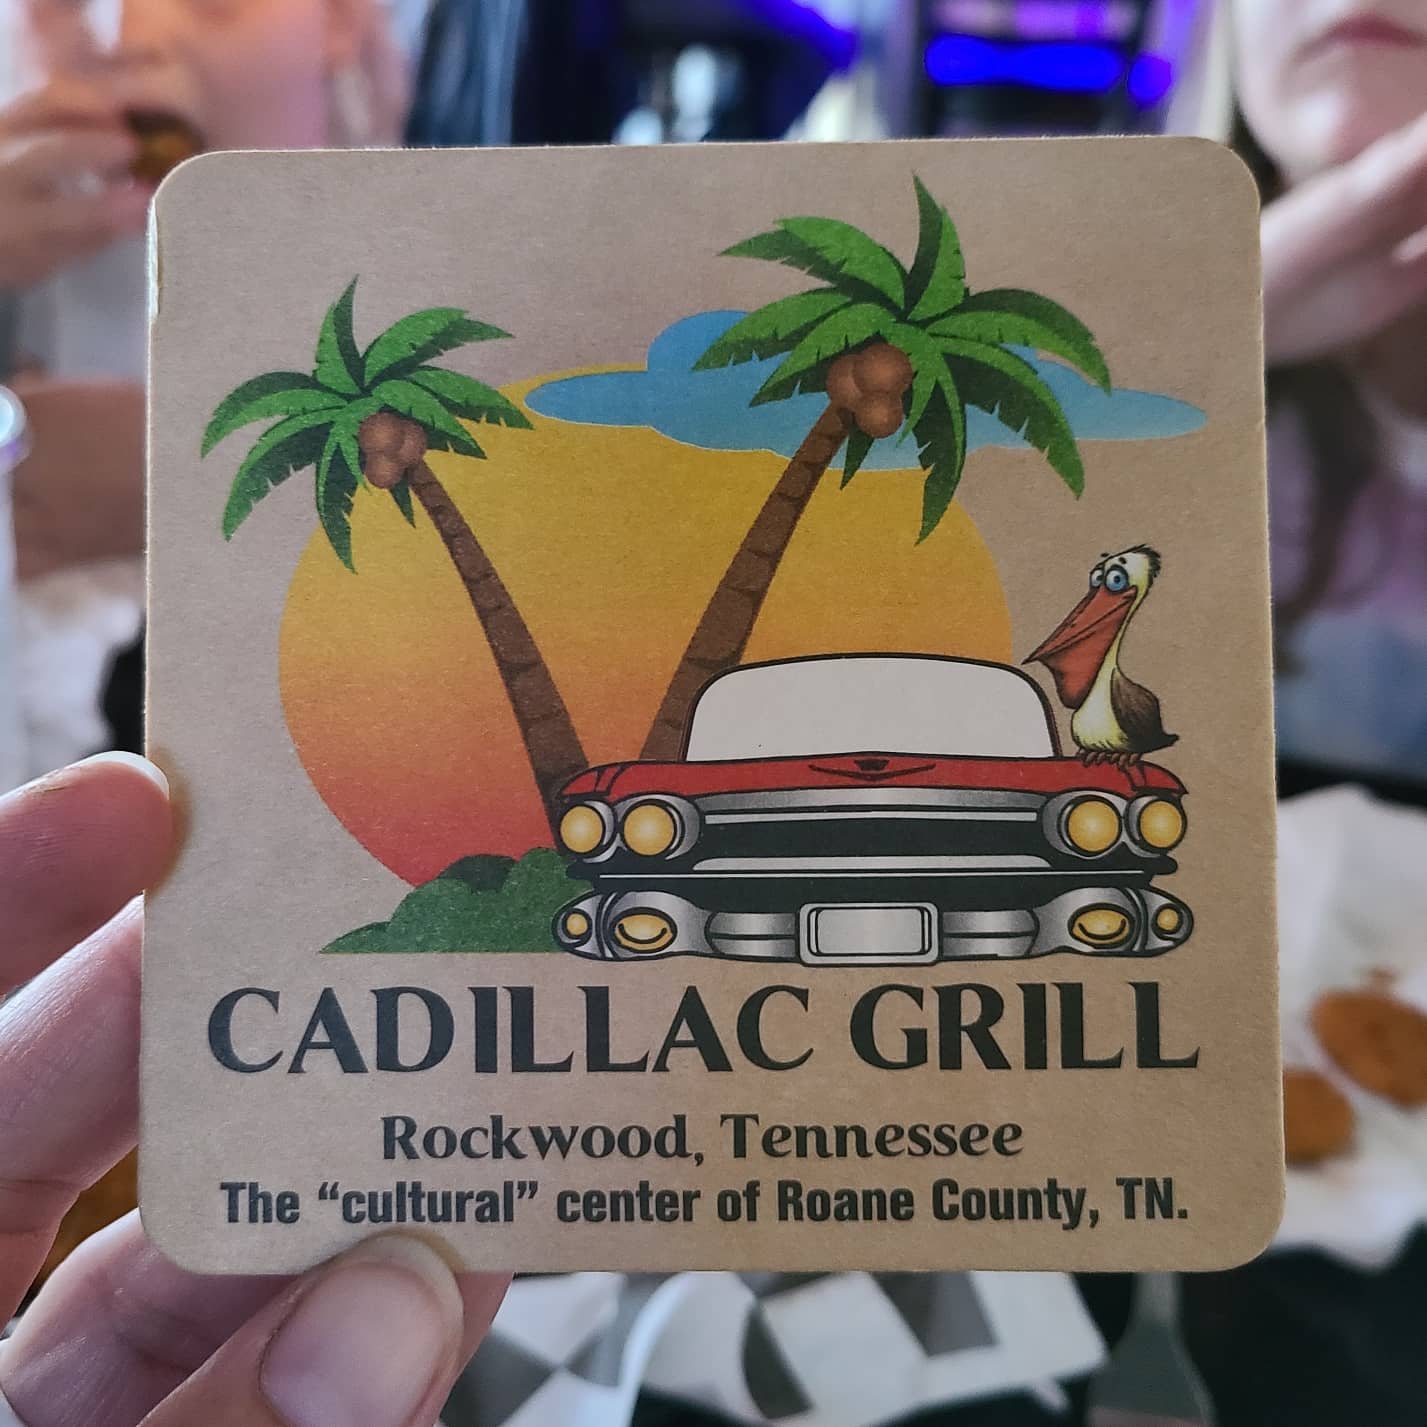 CADILLAC GRILL
Rockwood, Tennessee
The “cultural” center of Roane County, TN.